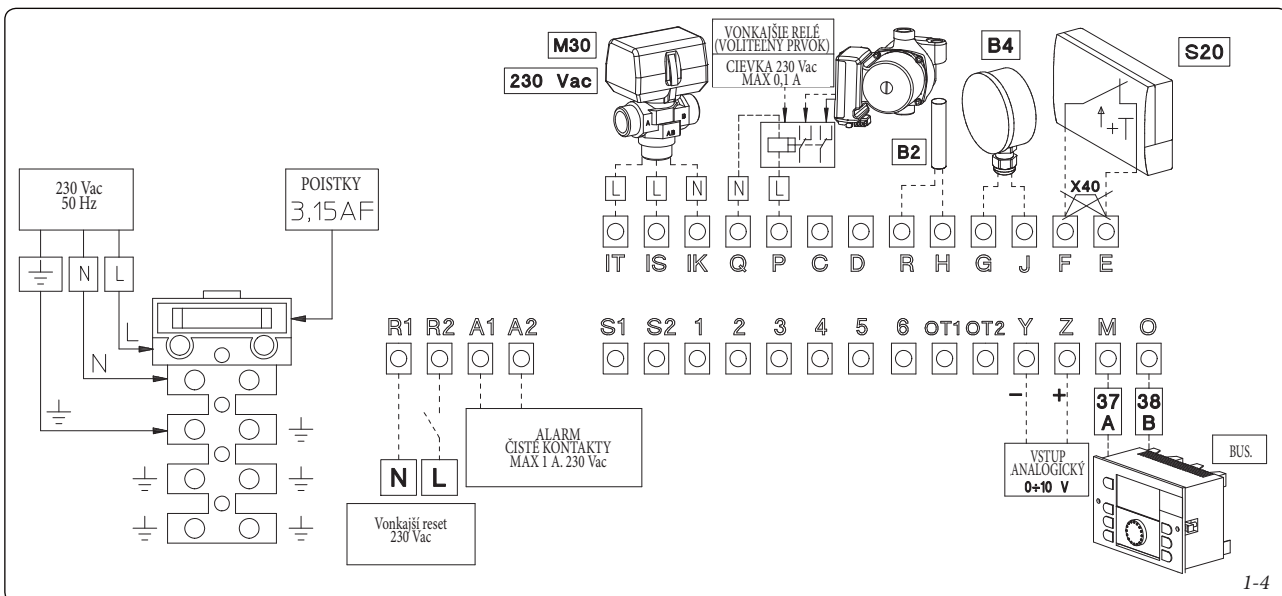 M30
230 Vac
VONKAJŠIE RELÉ
(VOLITEĽNÝ PRVOK)
CIEVKA 230 Vac
MAX 0,1 A
B4
S20
A
B
AB
B2
+T
X40
230 Vac
50 Hz
POISTKY
3,15AF
L L N N L
IT IS IK Q P C D R H G J F E
N L
L
N
R1 R2 A1 A2 S1 S2 1 2 3 4 5 6 OT1 OT2 Y Z M O
- +
37
A
38
B
ALARM
ČISTÉ KONTAKTY
MAX 1 A. 230 Vac
VSTUP
ANALOGICKÝ
0÷10 V
BUS.
N L
Vonkajší reset
230 Vac
1-4